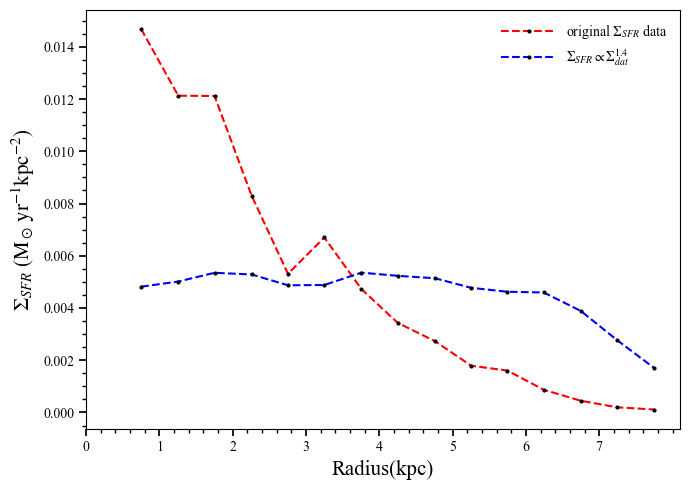 original Σ_SFR data
Σ_SFR ∝ Σ_dat^1.4
0.014
0.012
0.010
0.008
0.006
0.004
0.002
0.000
Σ_SFR (M_⊙ yr⁻¹kpc⁻²)
0 1 2 3 4 5 6 7
Radius(kpc)